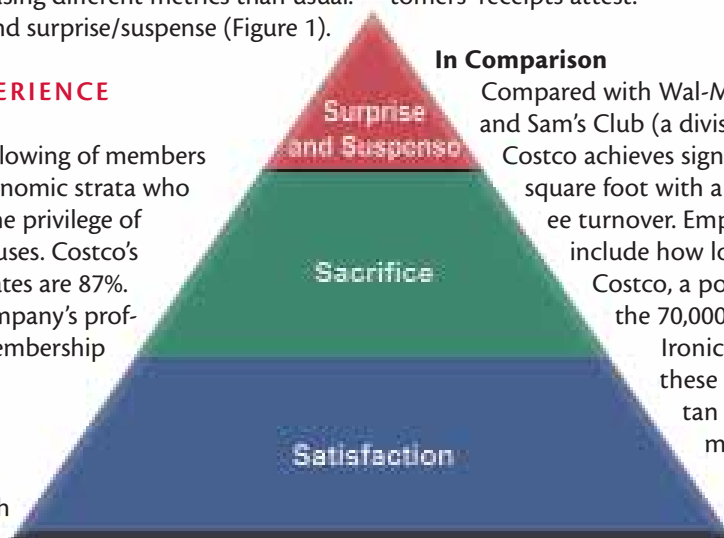 using different metrics than usual.
nd surprise/suspense (Figure 1).
ERIENCE
llowing of members
nomic strata who
he privilege of
uses. Costco's
ates are 87%.
mpany's prof-
embership
h
Surprise
and Suspense
Sacrifice
Satisfaction
tomers' receipts attest.
In Comparison
Compared with Wal-M
and Sam's Club (a divis
Costco achieves sign
square foot with a
ee turnover. Emp
include how lo
Costco, a po
the 70,000
Ironic
these
tan
m